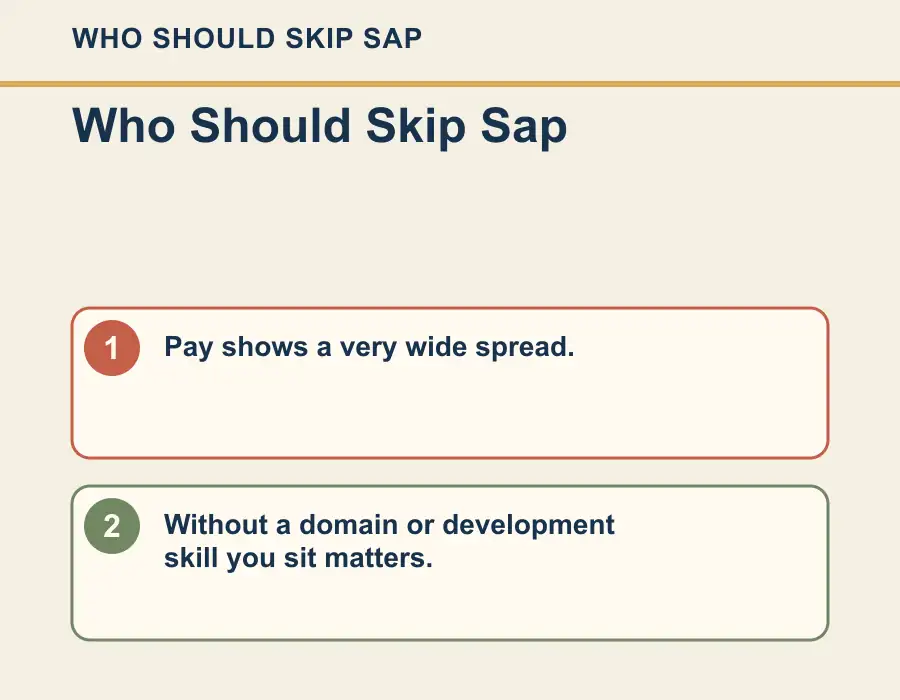 WHO SHOULD SKIP SAP
Who Should Skip Sap
1
Pay shows a very wide spread.
2
Without a domain or development
skill you sit matters.